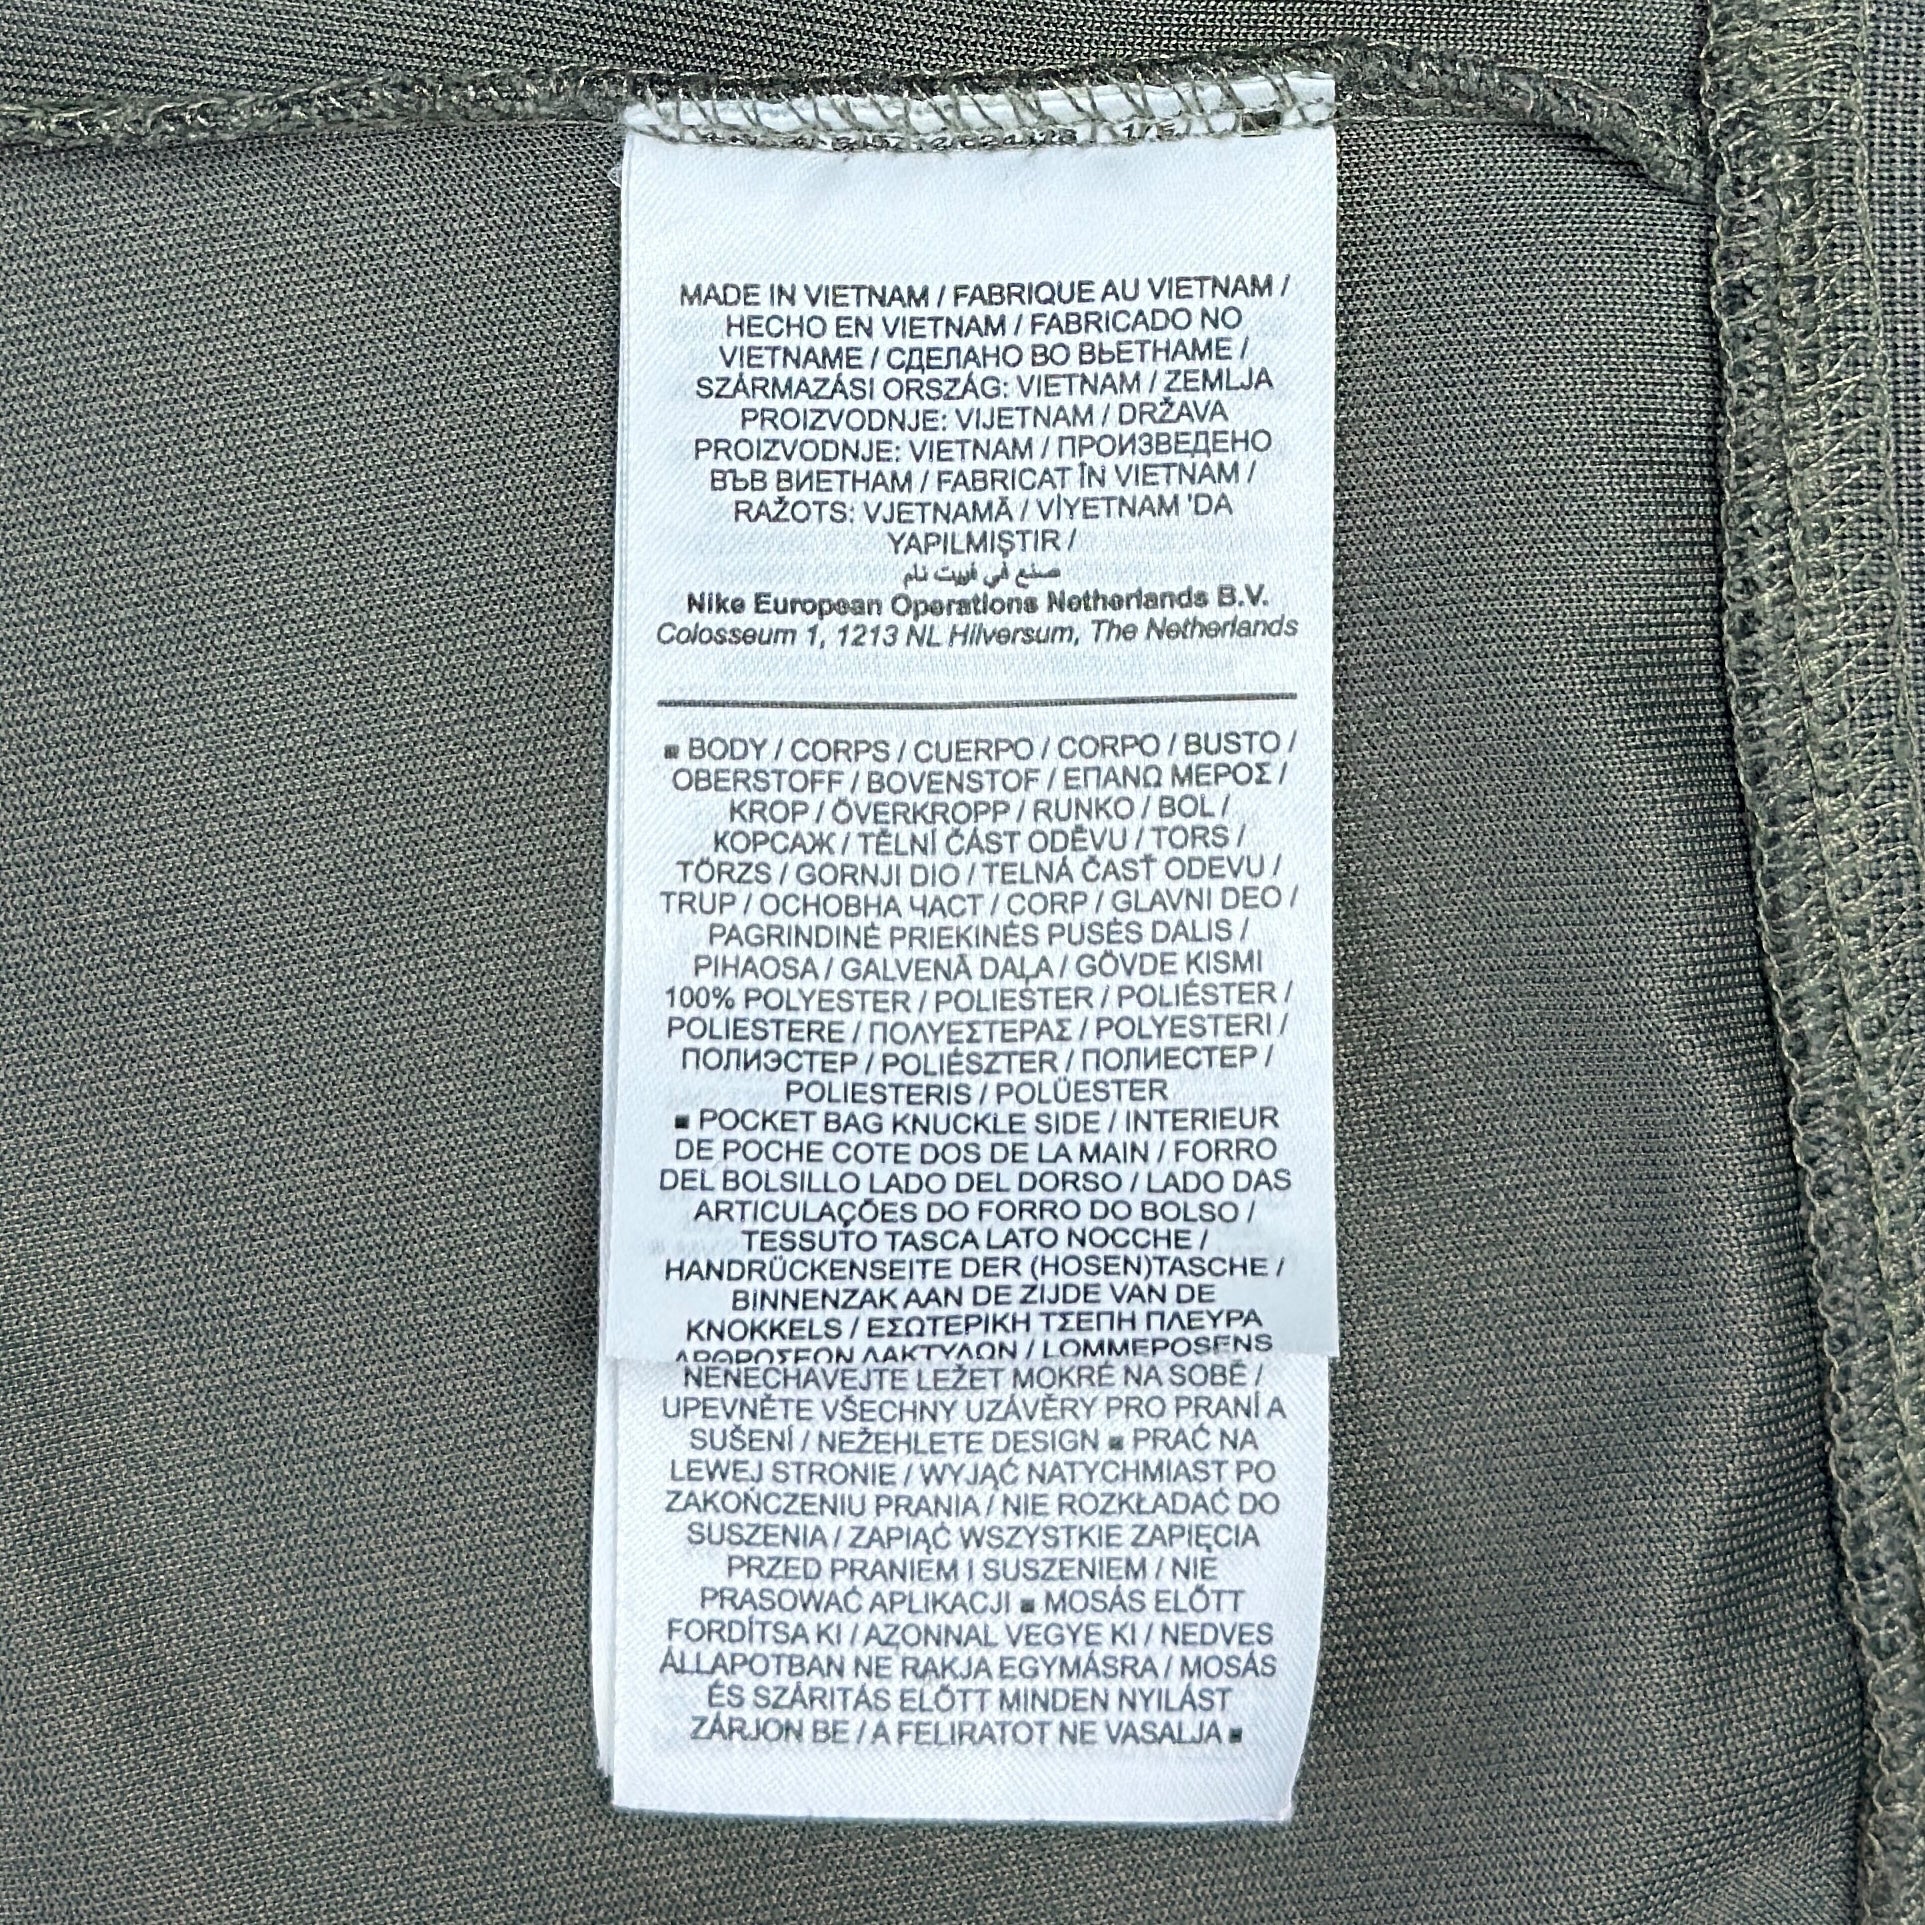 MADE IN VIETNAM / FABRIQUE AU VIETNAM /
HECHO EN VIETNAM / FABRICADO NO
VIETNAME / СДЕЛАНО ВО ВЬЕТНАМЕ /
SZÁRMAZÁSI ORSZÁG: VIETNAM / ZEMLJA
PROIZVODNJE: VIJETNAM / DRŽAVA
PROIZVODNJE: VIETNAM / ПРОИЗВЕДЕНО
ВЪВ ВИЕТНАМ / FABRICAT ÎN VIETNAM /
RAŽOTS: VJETNAMĀ / VİYETNAM 'DA
YAPILMIŞTIR /
صنع في فييت نام
Nike European Operations Netherlands B.V.
Colosseum 1, 1213 NL Hilversum, The Netherlands
■ BODY / CORPS / CUERPO / CORPO / BUSTO /
OBERSTOFF / BOVENSTOF / ΕΠΑΝΩ ΜΕΡΟΣ /
KROP / ÖVERKROPP / RUNKO / BOL /
КОРСАЖ / TĚLNÍ ČÁST ODĚVU / TORS /
TÖRZS / GORNJI DIO / TELNÁ ČASŤ ODEVU /
TRUP / ОСНОВНА ЧАСТ / CORP / GLAVNI DEO /
PAGRINDINĖ PRIEKINĖS PUSĖS DALIS /
PIHAOSA / GALVENĀ DAĻA / GÖVDE KISMI
100% POLYESTER / POLIESTER / POLIÉSTER /
POLIESTERE / ΠΟΛΥΕΣΤΕΡΑΣ / POLYESTERI /
ПОЛИЭСТЕР / POLIÉSZTER / ПОЛИЕСТЕР /
POLIESTERIS / POLÜESTER
■ POCKET BAG KNUCKLE SIDE / INTERIEUR
DE POCHE COTE DOS DE LA MAIN / FORRO
DEL BOLSILLO LADO DEL DORSO / LADO DAS
ARTICULAÇÕES DO FORRO DO BOLSO /
TESSUTO TASCA LATO NOCCHE /
HANDRÜCKENSEITE DER (HOSEN)TASCHE /
BINNENZAK AAN DE ZIJDE VAN DE
KNOKKELS / ΕΣΩΤΕΡΙΚΗ ΤΣΕΠΗ ΠΛΕΥΡΑ
ΑΡΘΡΩΣΕΩΝ ΔΑΚΤΥΛΩΝ / LOMMEPOSENS
NENECHÁVEJTE LEŽET MOKRÉ NA SOBĚ /
UPEVNĚTE VŠECHNY UZÁVĚRY PRO PRANÍ A
SUŠENÍ / NEŽEHLETE DESIGN ■ PRAĆ NA
LEWEJ STRONIE / WYJĄĆ NATYCHMIAST PO
ZAKOŃCZENIU PRANIA / NIE ROZKŁADAĆ DO
SUSZENIA / ZAPIĄĆ WSZYSTKIE ZAPIĘCIA
PRZED PRANIEM I SUSZENIEM / NIE
PRASOWAĆ APLIKACJI ■ MOSÁS ELŐTT
FORDÍTSA KI / AZONNAL VEGYE KI / NEDVES
ÁLLAPOTBAN NE RAKJA EGYMÁSRA / MOSÁS
ÉS SZÁRITÁS ELŐTT MINDEN NYILÁST
ZÁRJON BE / A FELIRATOT NE VASALJA ■